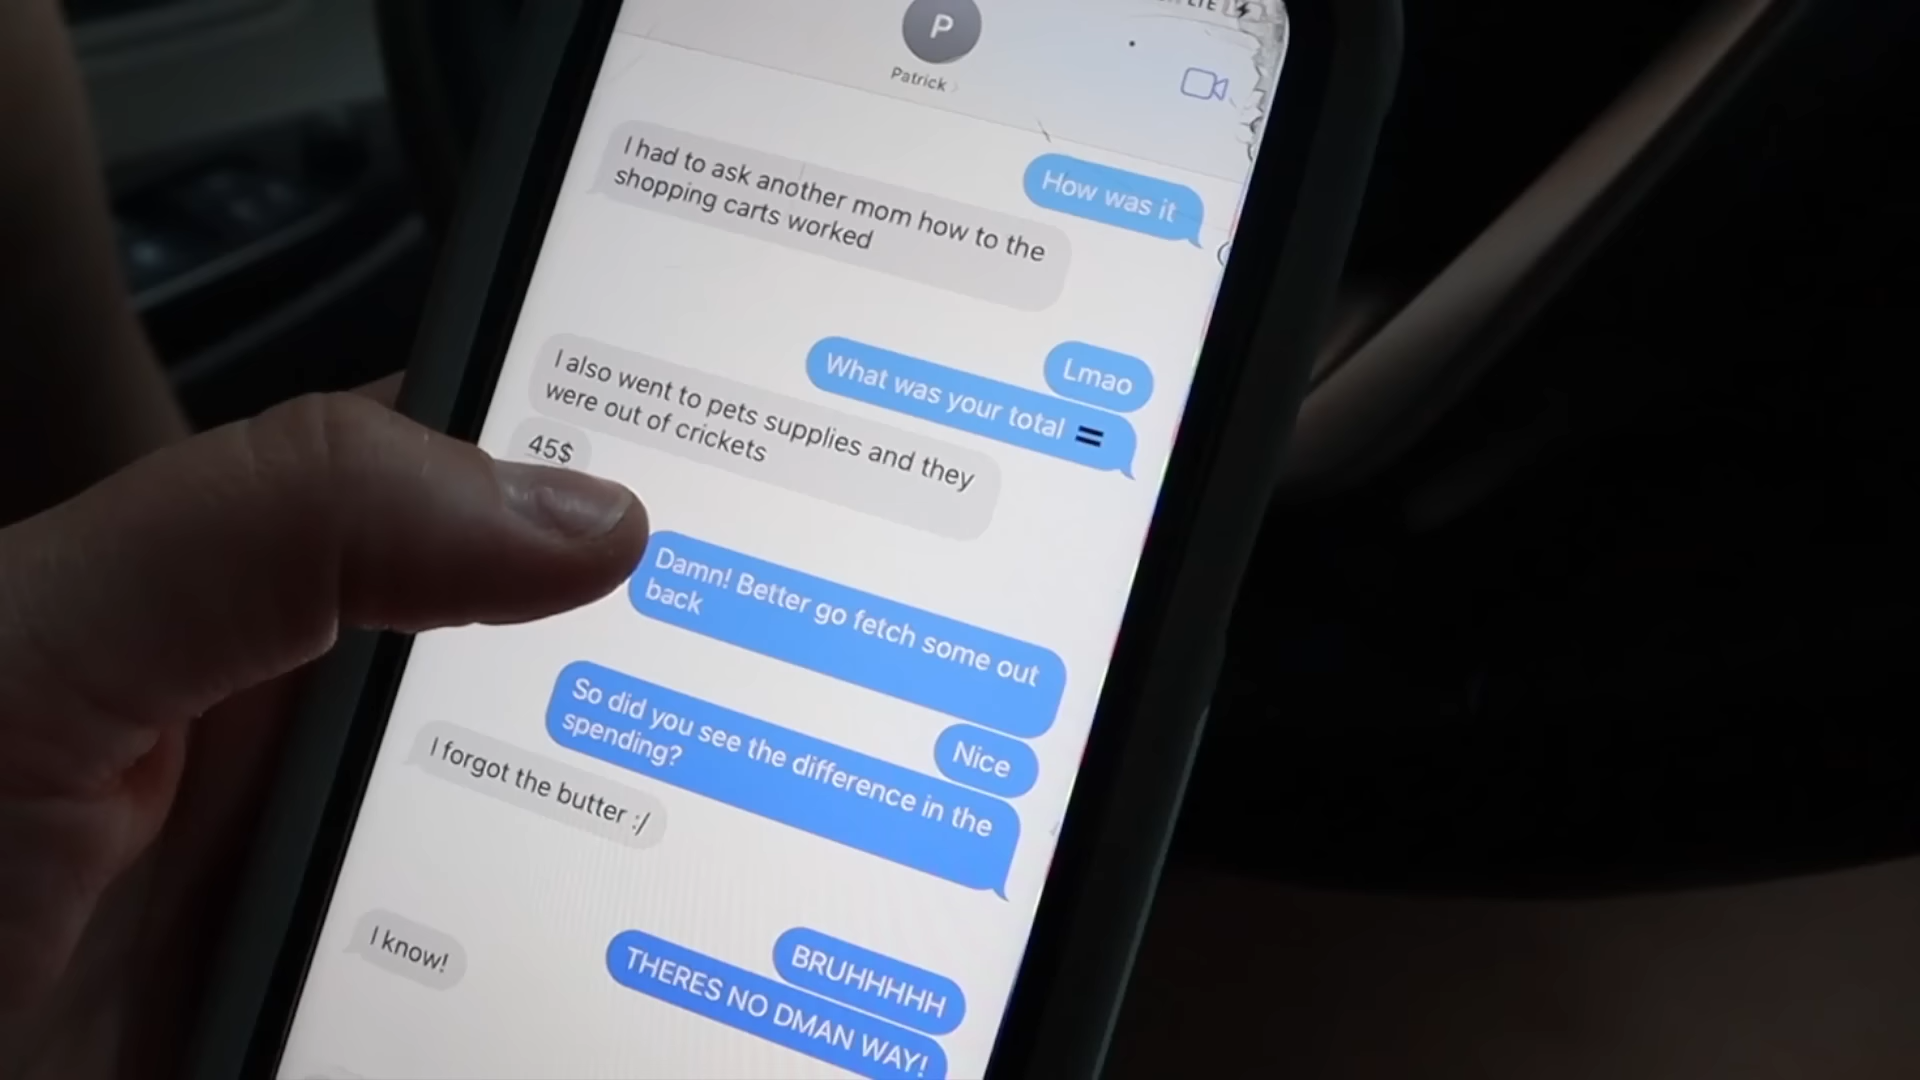 LTE
P
Patrick
How was it
I had to ask another mom how to the
shopping carts worked
Lmao
What was your total =
I also went to pets supplies and they
were out of crickets
45$
Damn! Better go fetch some out
back
Nice
So did you see the difference in the
spending?
I forgot the butter :/
BRUHHHHH
THERES NO DMAN WAY!
I know!